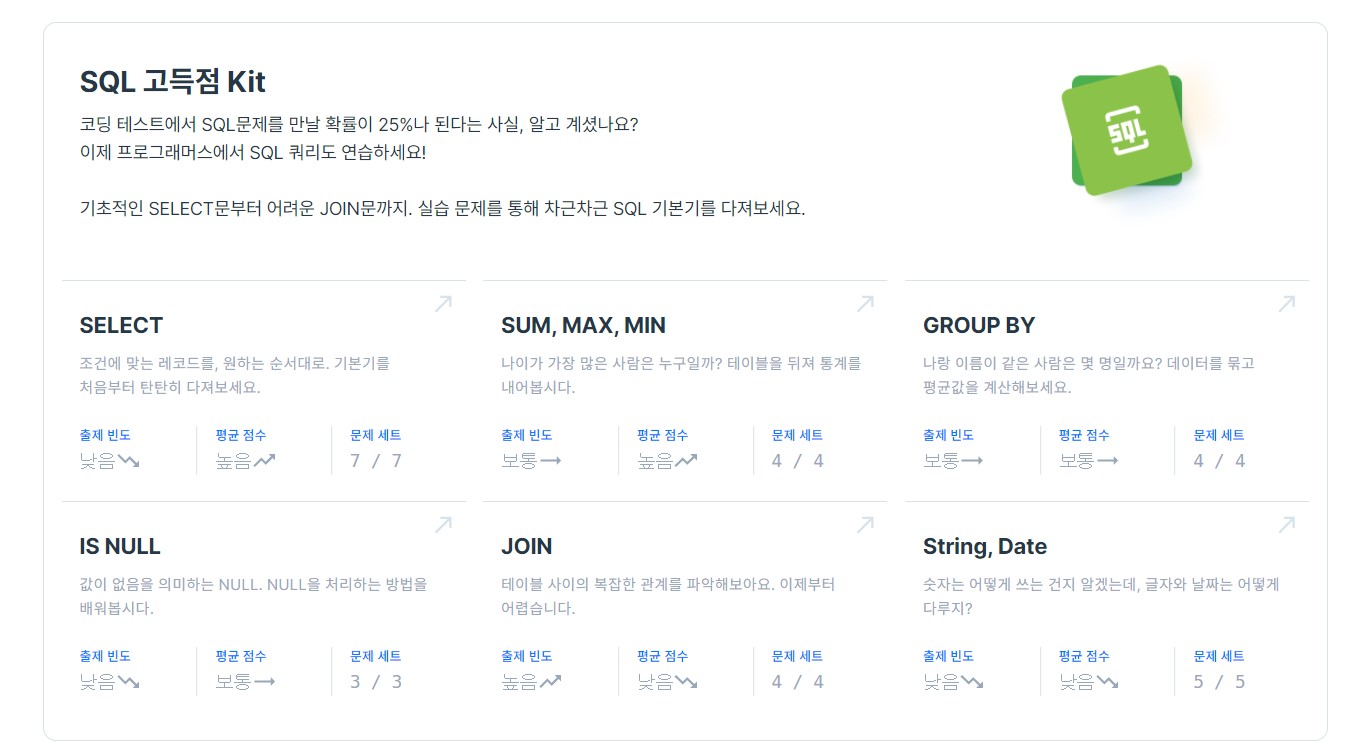 SQL 고득점 Kit
코딩 테스트에서 SQL문제를 만날 확률이 25%나 된다는 사실, 알고 계셨나요?
이제 프로그래머스에서 SQL 쿼리도 연습하세요!
기초적인 SELECT문부터 어려운 JOIN문까지. 실습 문제를 통해 차근차근 SQL 기본기를 다져보세요.
SQL
SELECT
조건에 맞는 레코드를, 원하는 순서대로. 기본기를
처음부터 탄탄히 다져보세요.
출제 빈도
낮음
평균 점수
높음
문제 세트
7 / 7
SUM, MAX, MIN
나이가 가장 많은 사람은 누구일까요? 테이블을 뒤져 통계를
내어봅시다.
출제 빈도
보통
평균 점수
높음
문제 세트
4 / 4
GROUP BY
나랑 이름이 같은 사람은 몇 명일까요? 데이터를 묶고
평균값을 계산해보세요.
출제 빈도
보통
평균 점수
보통
문제 세트
4 / 4
IS NULL
값이 없음을 의미하는 NULL. NULL을 처리하는 방법을
배워봅시다.
출제 빈도
낮음
평균 점수
보통
문제 세트
3 / 3
JOIN
테이블 사이의 복잡한 관계를 파악해보아요. 이제부터
어렵습니다.
출제 빈도
높음
평균 점수
낮음
문제 세트
4 / 4
String, Date
숫자는 어떻게 쓰는 건지 알겠는데, 글자와 날짜는 어떻게
다루지?
출제 빈도
낮음
평균 점수
낮음
문제 세트
5 / 5